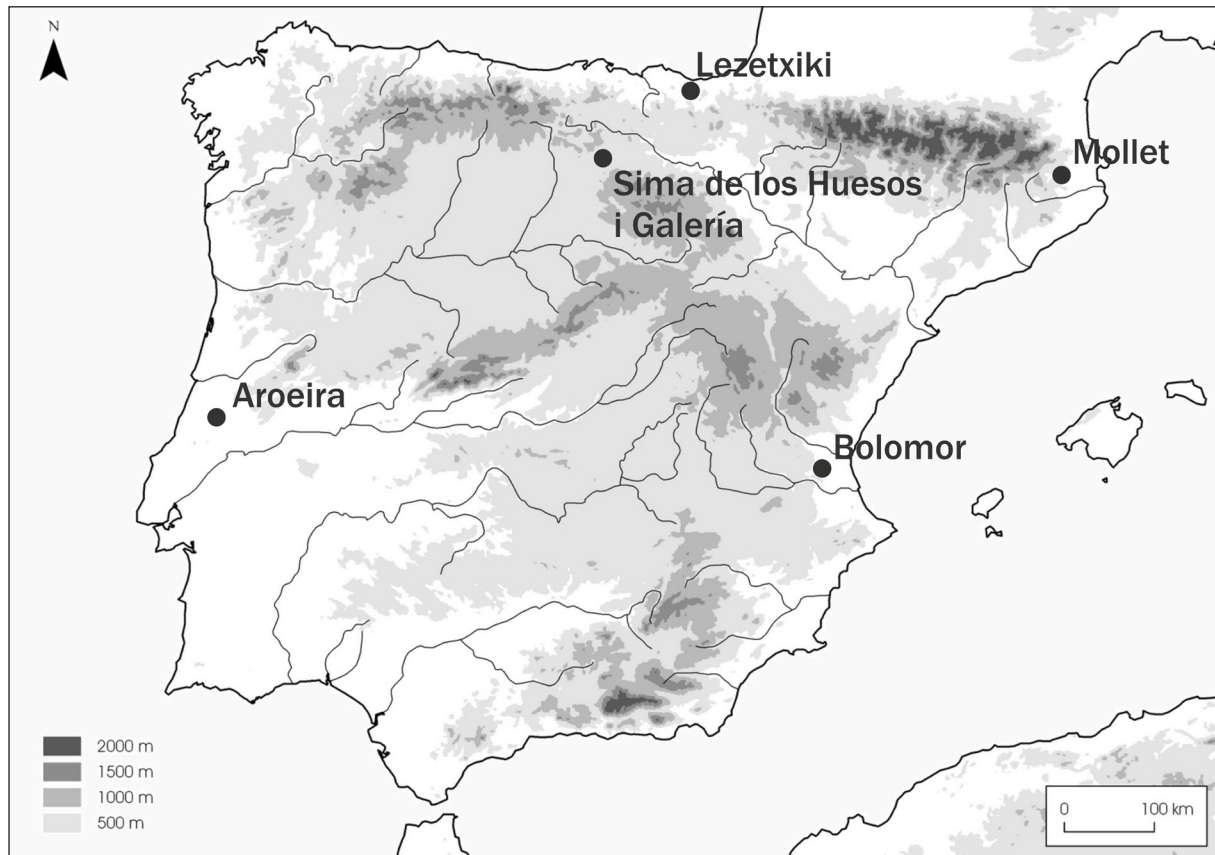 N
Lezetxiki
Mollet
Sima de los Huesos
i Galería
Aroeira
Bolomor
2000 m
1500 m
1000 m
500 m
0 100 km